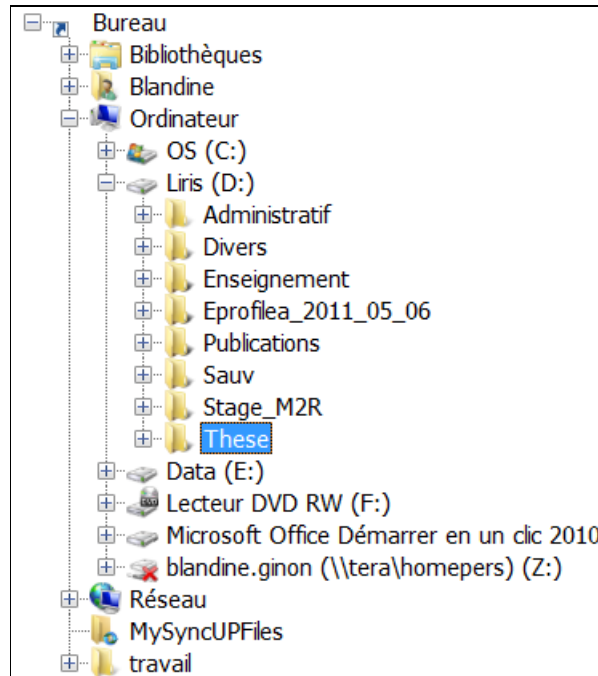 Bureau
Bibliothèques
Blandine
Ordinateur
OS (C:)
Liris (D:)
Administratif
Divers
Enseignement
Eprofilea_2011_05_06
Publications
Sauv
Stage_M2R
These
Data (E:)
Lecteur DVD RW (F:)
Microsoft Office Démarrer en un clic 2010
blandine.ginon (\\tera\homepers) (Z:)
Réseau
MySyncUPFiles
travail